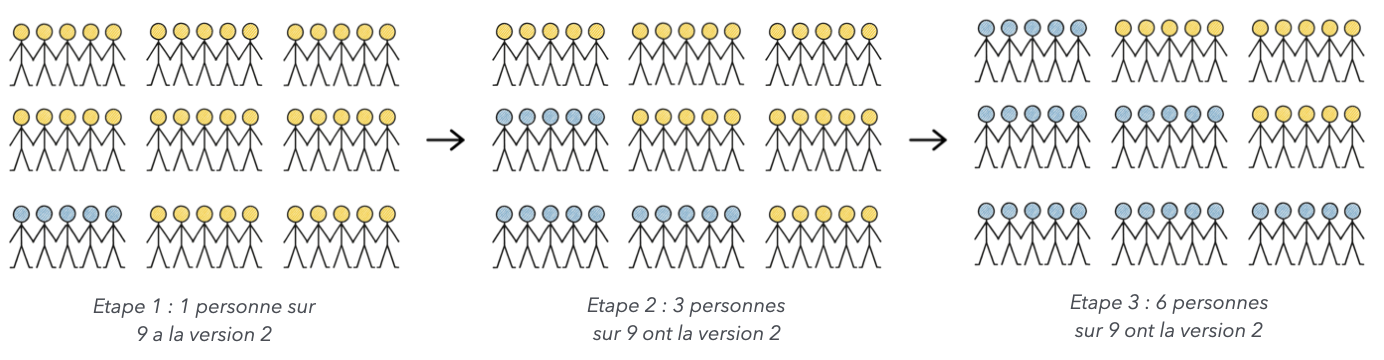 Etape 1 : 1 personne sur
9 a la version 2
Etape 2 : 3 personnes
sur 9 ont la version 2
Etape 3 : 6 personnes
sur 9 ont la version 2